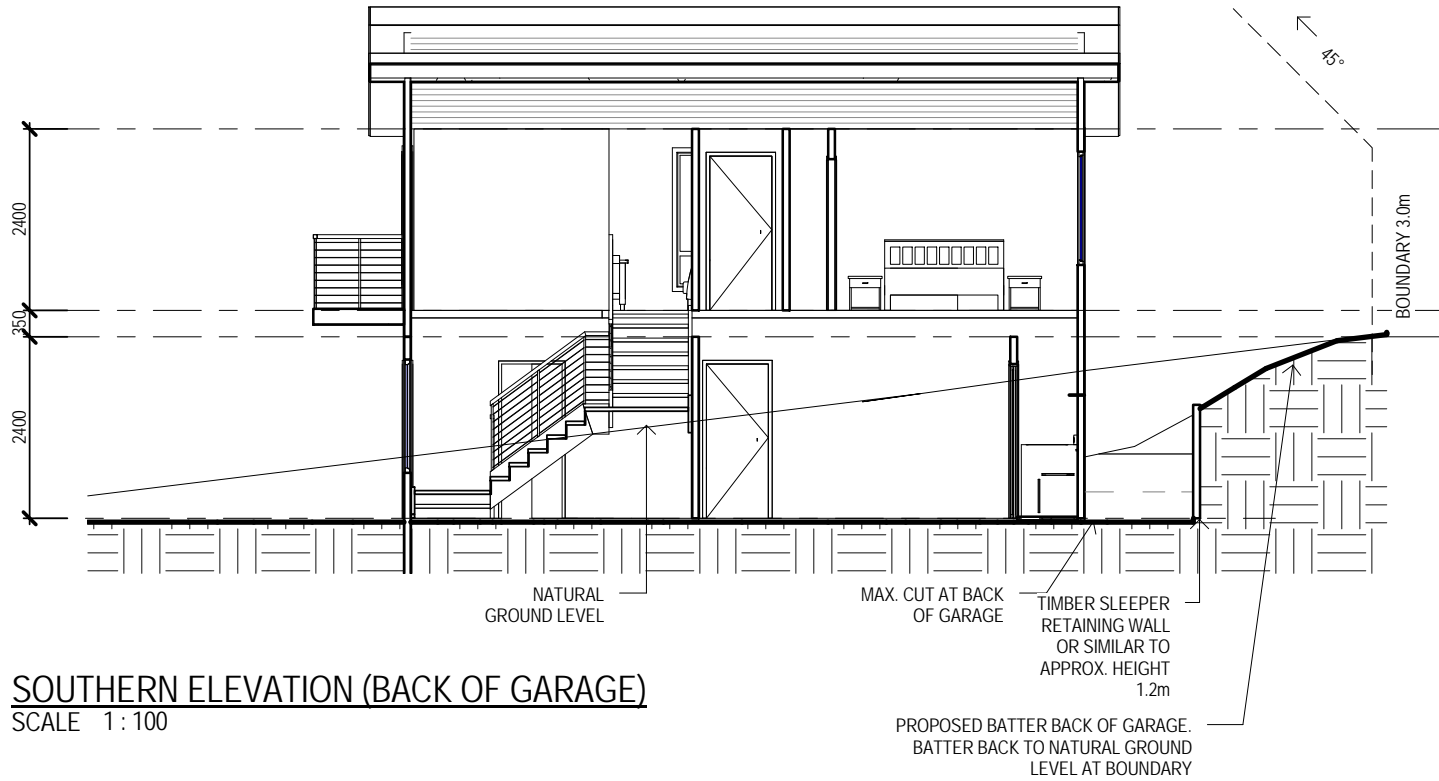 45°
2400
350
2400
BOUNDARY 3.0m
NATURAL
GROUND LEVEL
MAX. CUT AT BACK
OF GARAGE
TIMBER SLEEPER
RETAINING WALL
OR SIMILAR TO
APPROX. HEIGHT
1.2m
PROPOSED BATTER BACK OF GARAGE.
BATTER BACK TO NATURAL GROUND
LEVEL AT BOUNDARY
SOUTHERN ELEVATION (BACK OF GARAGE)
SCALE 1 : 100